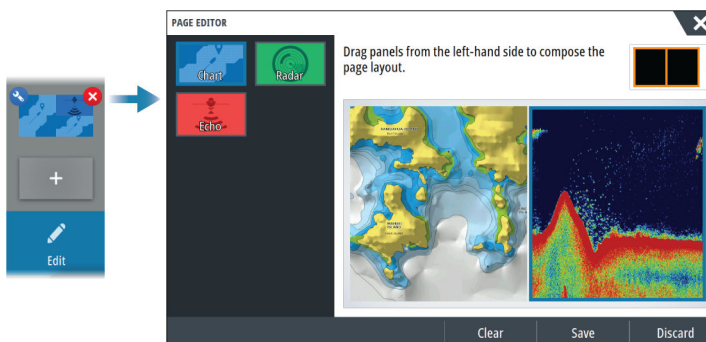 PAGE EDITOR
Chart
Radar
Echo
Drag panels from the left-hand side to compose the
page layout.
+
Edit
Clear
Save
Discard